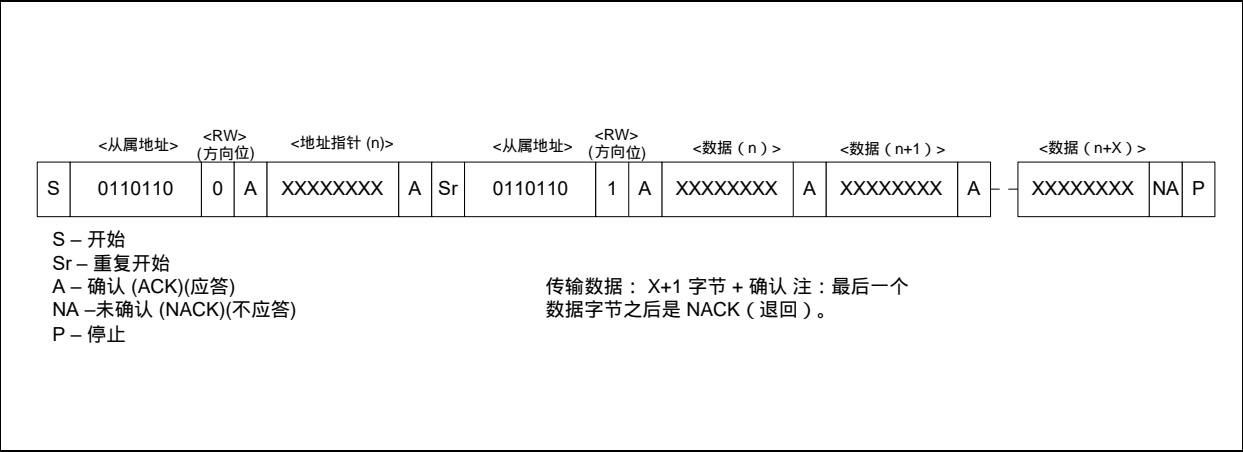 <从属地址> <RW> (方向位) <地址指针 (n)> <从属地址> <RW> (方向位) <数据（n）> <数据（n+1）> <数据（n+X）>
S 0110110 0 A XXXXXXXX A Sr 0110110 1 A XXXXXXXX A XXXXXXXX A XXXXXXXX NA P
S – 开始
Sr – 重复开始
A – 确认 (ACK)(应答)
NA –未确认 (NACK)(不应答)
P – 停止
传输数据： X+1 字节 + 确认 注：最后一个
数据字节之后是 NACK（退回）。